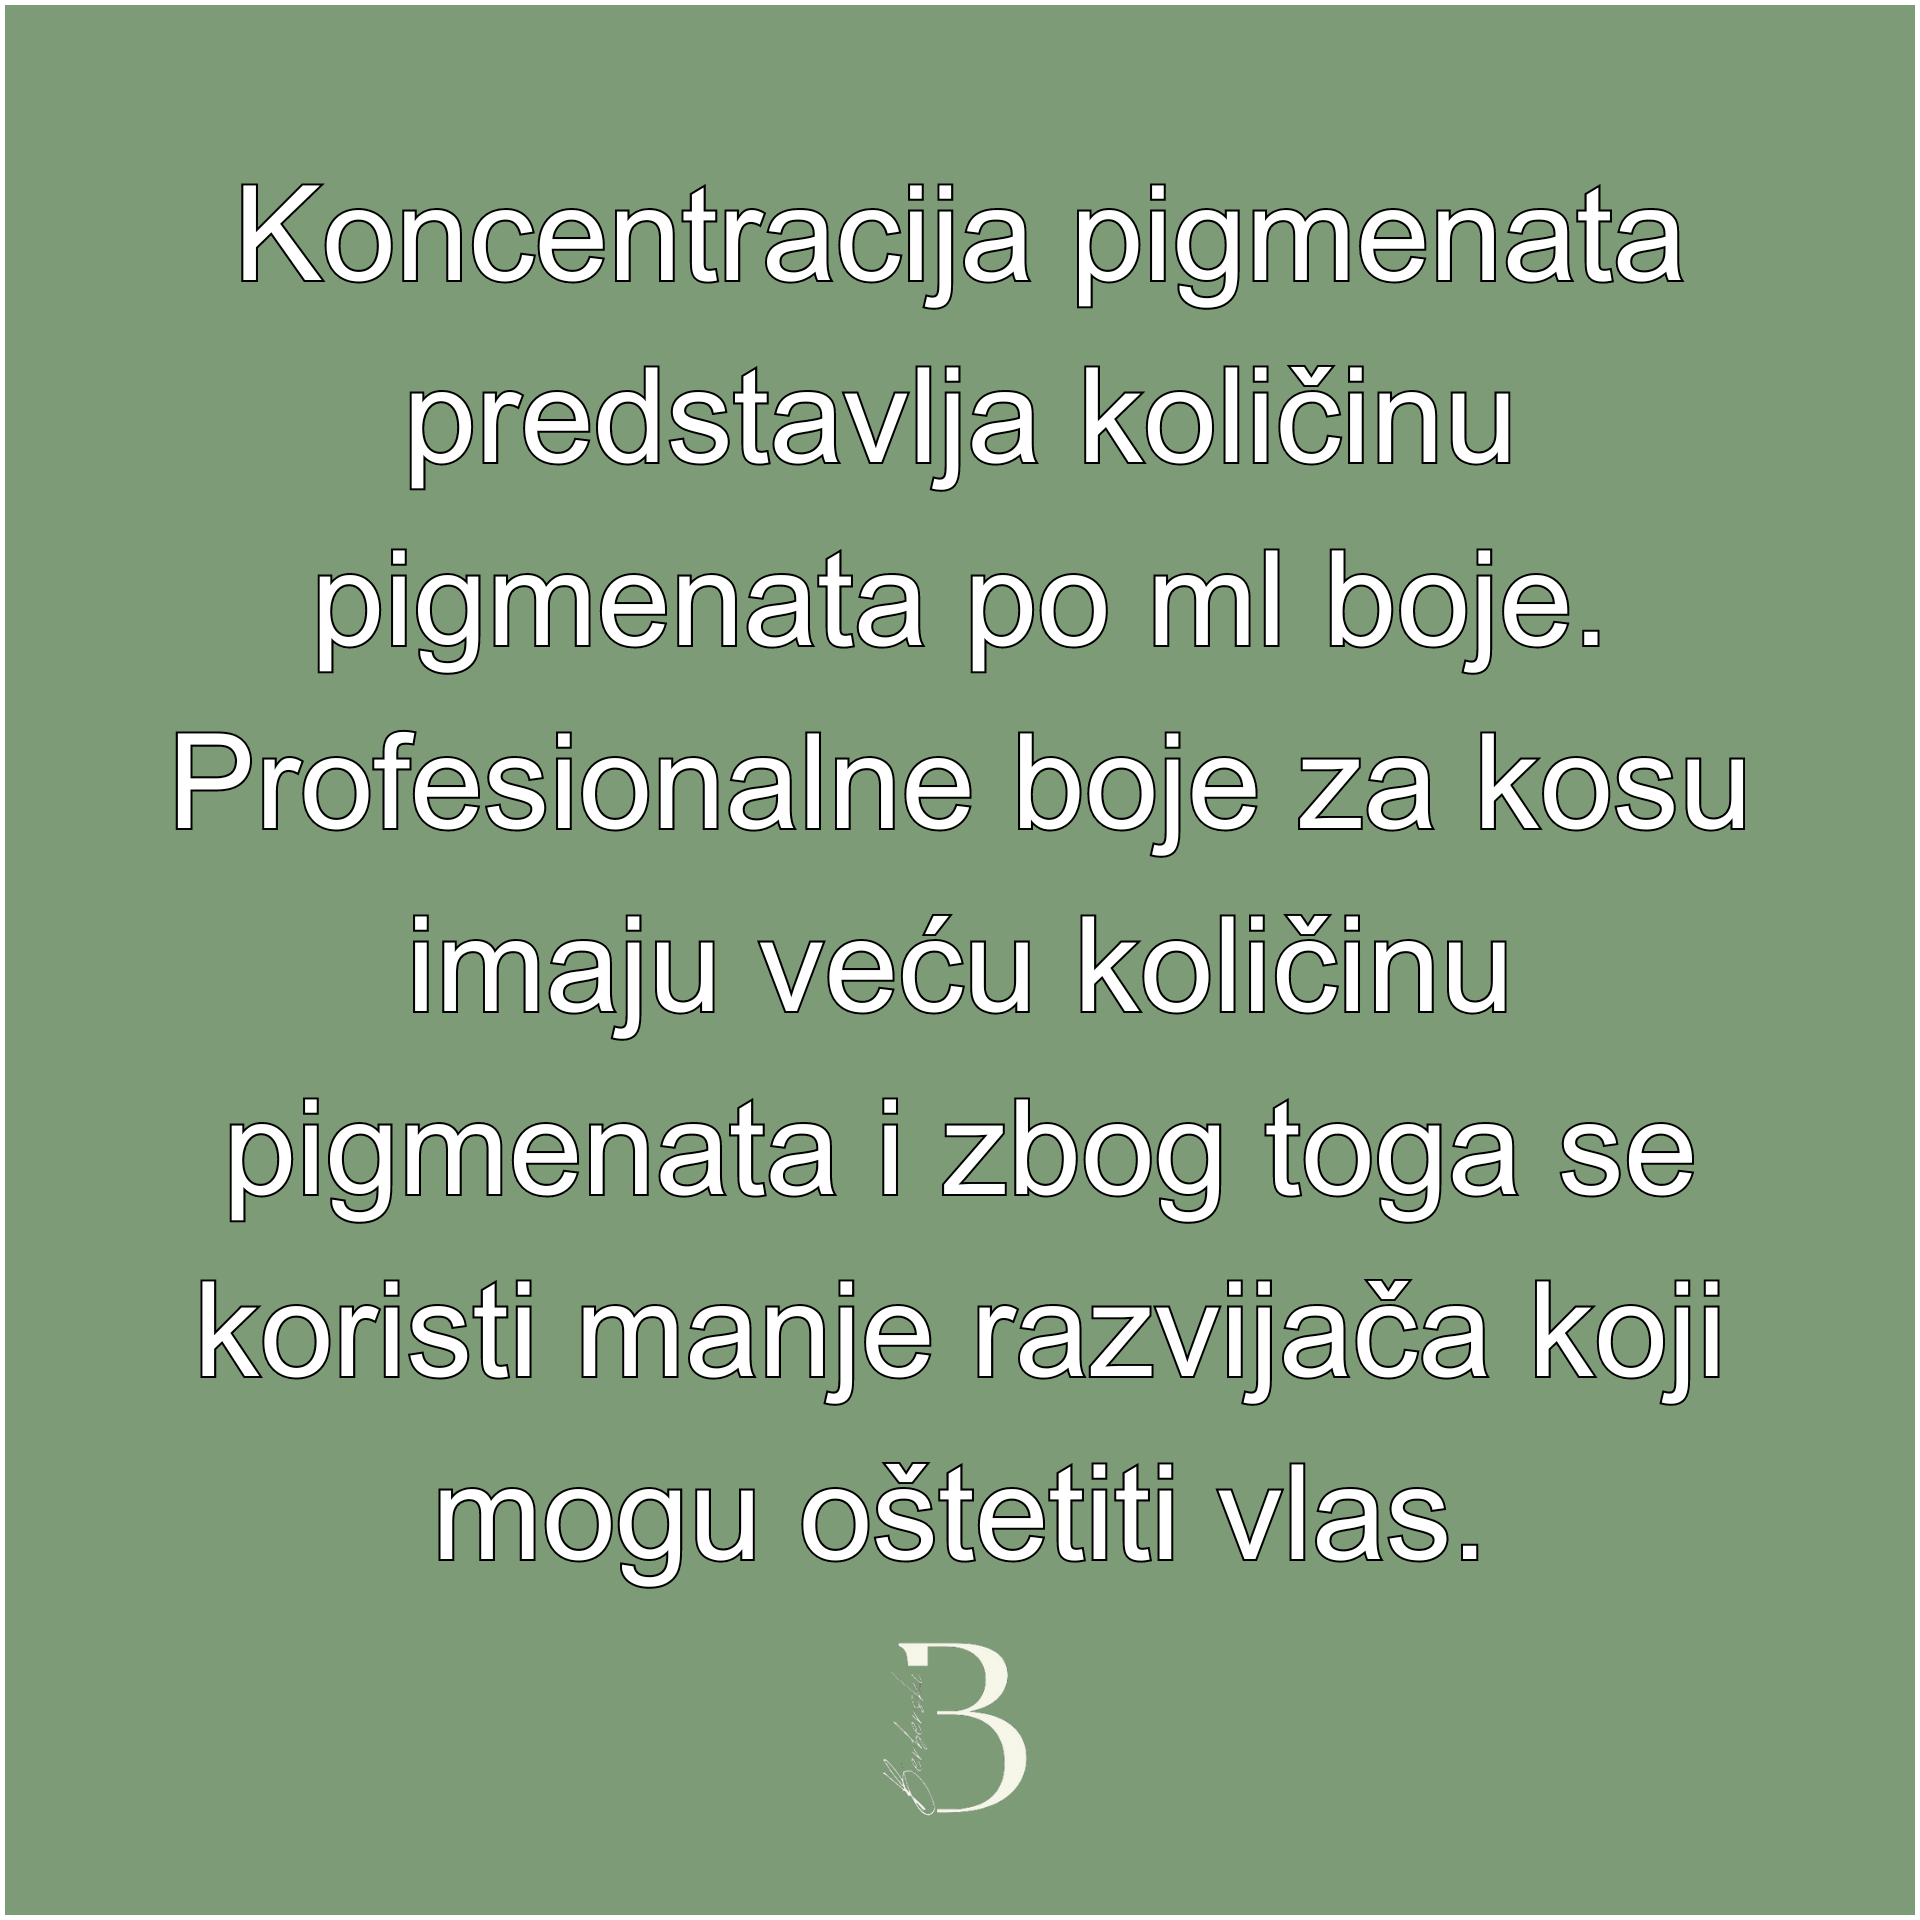 Koncentracija pigmenata
predstavlja količinu
pigmenata po ml boje.
Profesionalne boje za kosu
imaju veću količinu
pigmenata i zbog toga se
koristi manje razvijača koji
mogu oštetiti vlas.
B